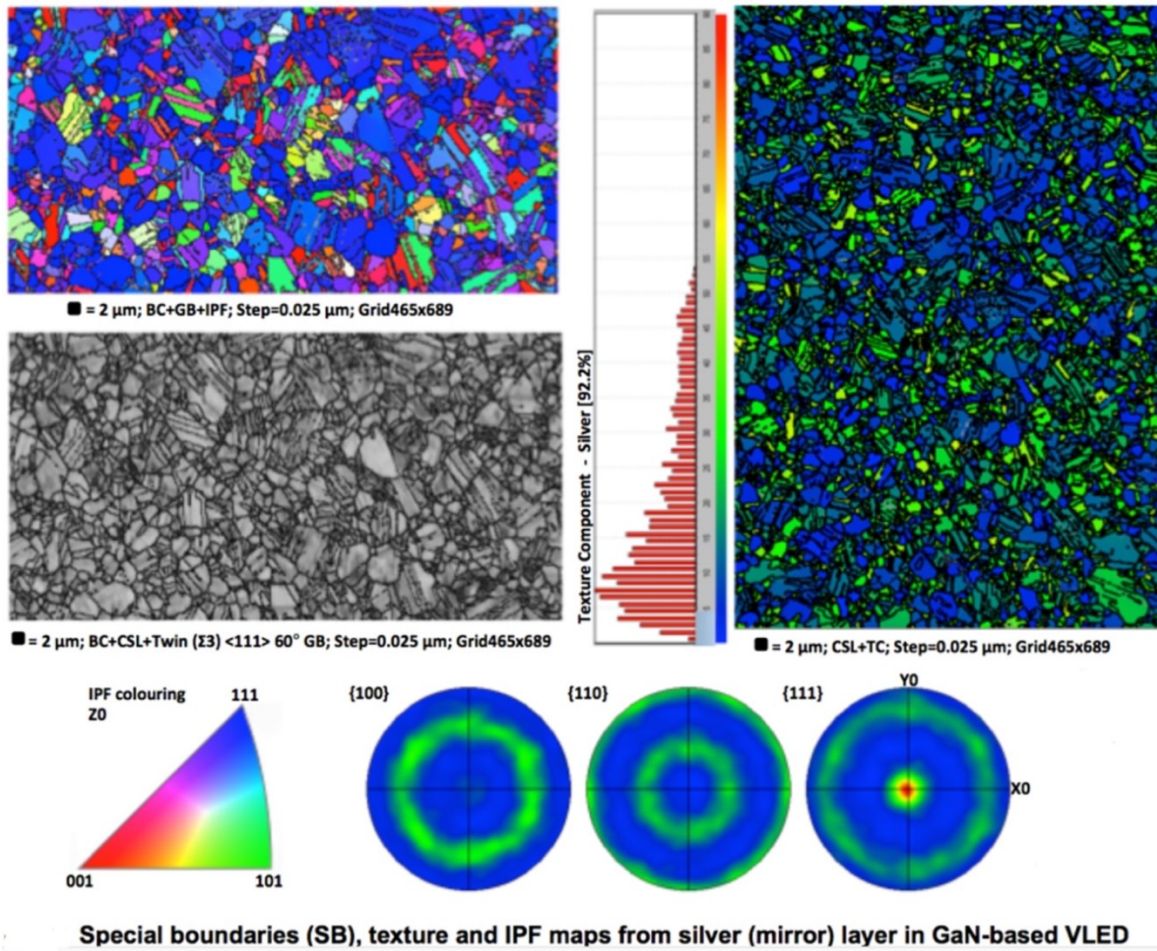 ■ = 2 µm; BC+GB+IPF; Step=0.025 µm; Grid465x689
■ = 2 µm; BC+CSL+Twin (Σ3) <111> 60° GB; Step=0.025 µm; Grid465x689
Texture Component - Silver [92.2%]
■ = 2 µm; CSL+TC; Step=0.025 µm; Grid465x689
IPF colouring
Z0
111
001
101
{100}
{110}
{111}
Y0
X0
Special boundaries (SB), texture and IPF maps from silver (mirror) layer in GaN-based VLED